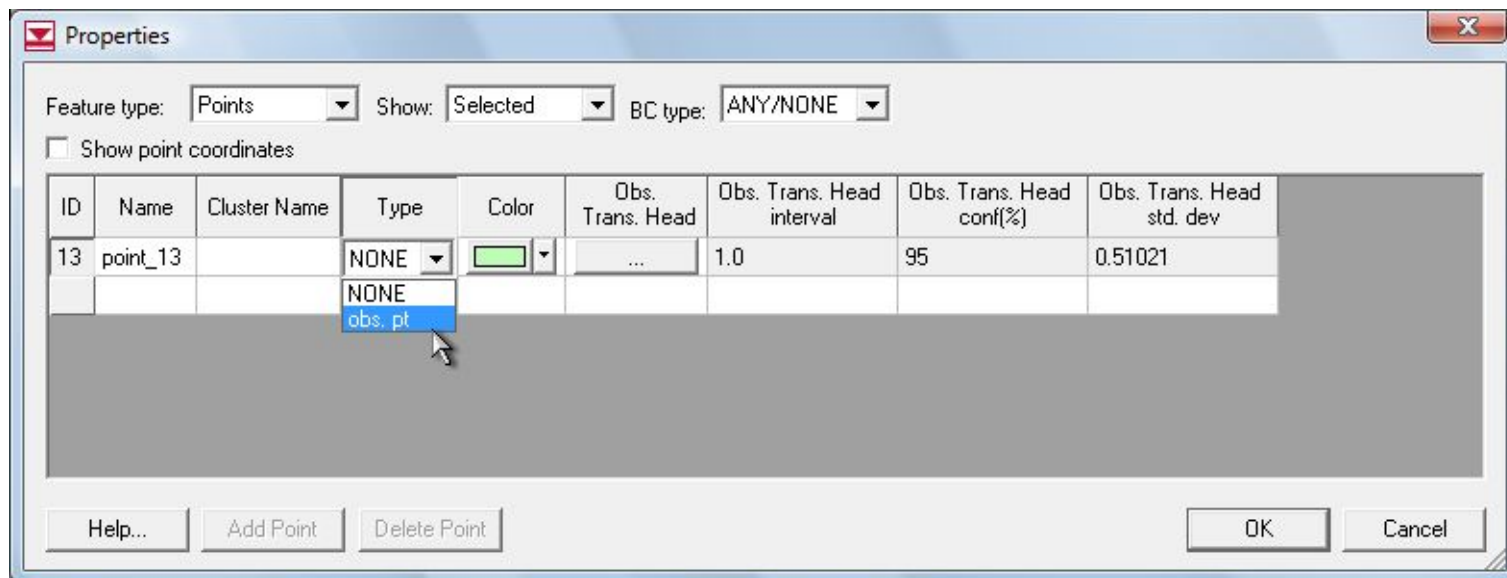 Properties
Feature type: Points Show: Selected BC type: ANY/NONE
Show point coordinates
ID Name Cluster Name Type Color Obs. Trans. Head Obs. Trans. Head interval Obs. Trans. Head conf(%) Obs. Trans. Head std. dev
13 point_13 NONE ... 1.0 95 0.51021
NONE
obs. pt
Help... Add Point Delete Point OK Cancel